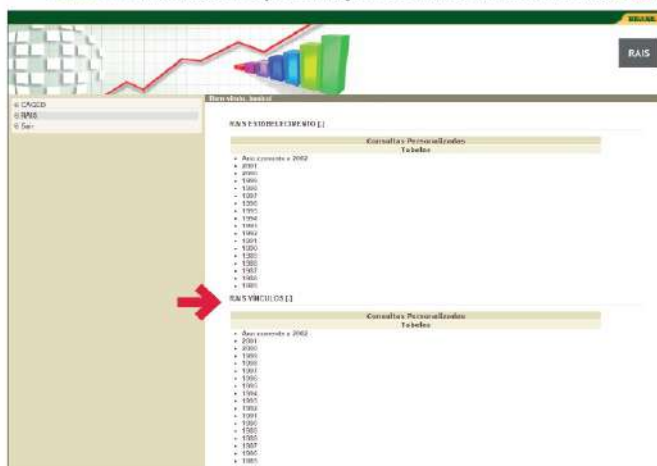 BRASIL
RAIS
CAGED
RAIS
Sair
Bem vindo,
RAIS ESTABELECIMENTO [.]
Consultas Personalizadas
Tabelas
Ano corrente a 2002
2001
2000
1999
1998
1997
1996
1995
1994
1993
1992
1991
1990
1989
1988
1987
1986
1985
RAIS VÍNCULOS [.]
Consultas Personalizadas
Tabelas
Ano corrente a 2002
2001
2000
1999
1998
1997
1996
1995
1994
1993
1992
1991
1990
1989
1988
1987
1986
1985